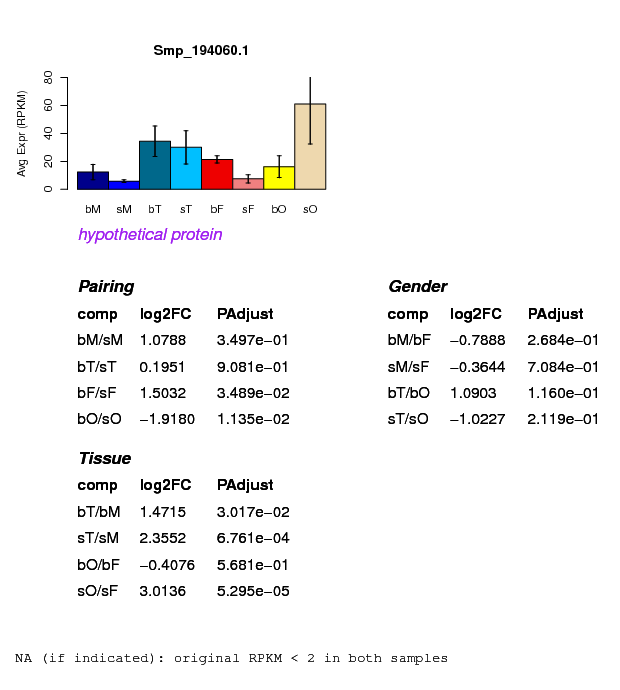 Smp_194060.1
Avg Expr (RPKM)
80
60
40
20
0
bM sM bT sT bF sF bO sO
hypothetical protein
Pairing
comp log2FC PAdjust
bM/sM 1.0788 3.497e−01
bT/sT 0.1951 9.081e−01
bF/sF 1.5032 3.489e−02
bO/sO −1.9180 1.135e−02
Gender
comp log2FC PAdjust
bM/bF −0.7888 2.684e−01
sM/sF −0.3644 7.084e−01
bT/bO 1.0903 1.160e−01
sT/sO −1.0227 2.119e−01
Tissue
comp log2FC PAdjust
bT/bM 1.4715 3.017e−02
sT/sM 2.3552 6.761e−04
bO/bF −0.4076 5.681e−01
sO/sF 3.0136 5.295e−05
NA (if indicated): original RPKM < 2 in both samples